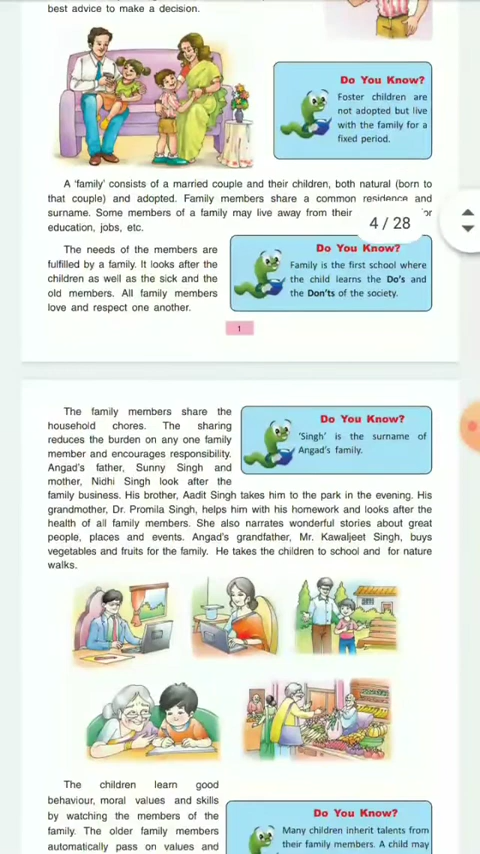 best advice to make a decision.
Do You Know?
Foster children are
not adopted but live
with the family for a
fixed period.
A 'family' consists of a married couple and their children, both natural (born to
that couple) and adopted. Family members share a common residence and
surname. Some members of a family may live away from their
education, jobs, etc.
4 / 28
The needs of the members are
fulfilled by a family. It looks after the
children as well as the sick and the
old members. All family members
love and respect one another.
Do You Know?
Family is the first school where
the child learns the Do's and
the Don'ts of the society.
1
The family members share the
household chores. The sharing
reduces the burden on any one family
member and encourages responsibility.
Angad's father, Sunny Singh and
mother, Nidhi Singh look after the
Do You Know?
'Singh' is the surname of
Angad's family.
family business. His brother, Aadit Singh takes him to the park in the evening. His
grandmother, Dr. Promila Singh, helps him with his homework and looks after the
health of all family members. She also narrates wonderful stories about great
people, places and events. Angad's grandfather, Mr. Kawaljeet Singh, buys
vegetables and fruits for the family. He takes the children to school and for nature
walks.
The children learn good
behaviour, moral values and skills
by watching the members of the
family. The older family members
automatically pass on values and
Do You Know?
Many children inherit talents from
their family members. A child may